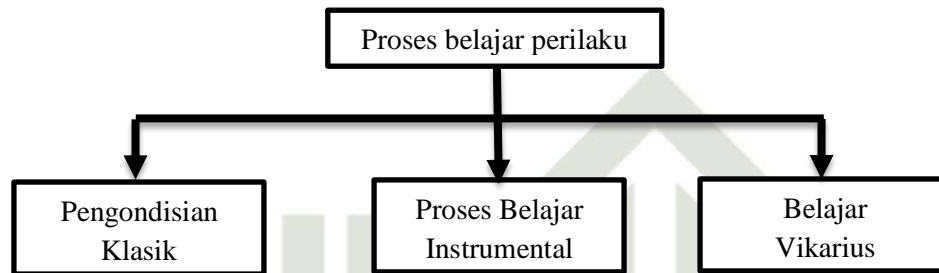 Proses belajar perilaku
Pengondisian
Klasik
Proses Belajar
Instrumental
Belajar
Vikarius